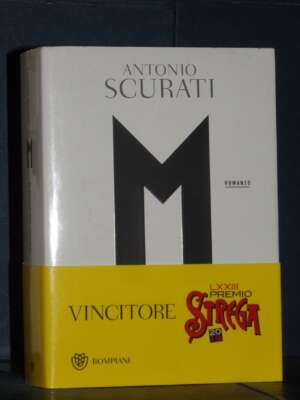 ANTONIO
SCURATI
M
M
ROMANZO
VINCITORE
LXXIII
PREMIO
STREGA
BOMPIANI